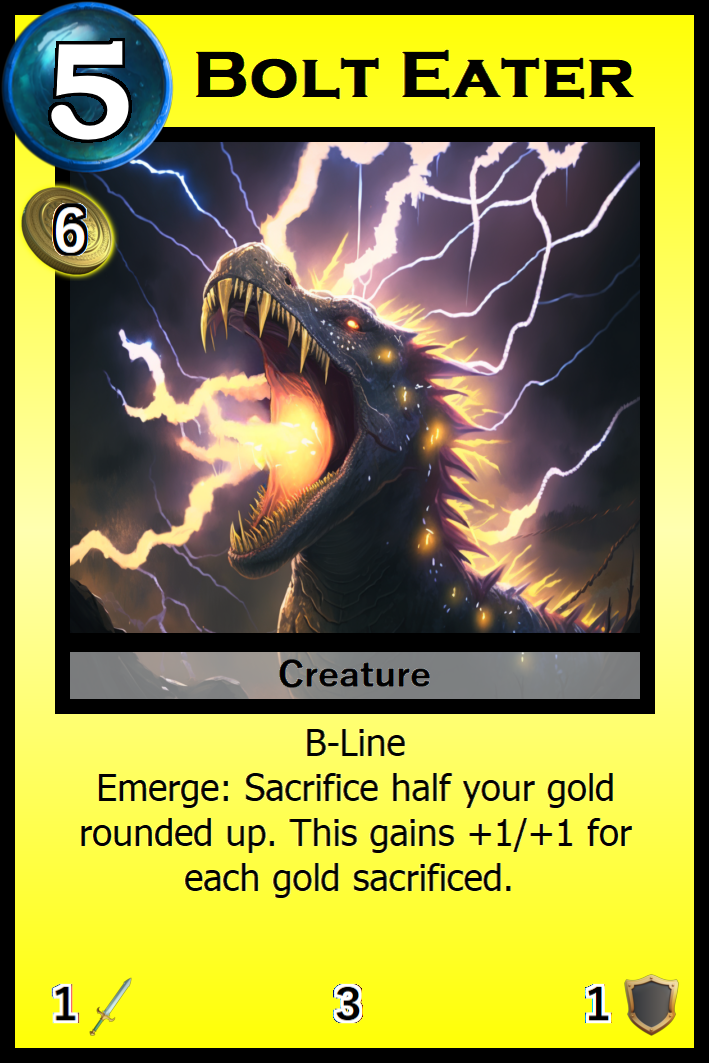 5
Bolt Eater
6
Creature
B-Line
Emerge: Sacrifice half your gold
rounded up. This gains +1/+1 for
each gold sacrificed.
1 3 1